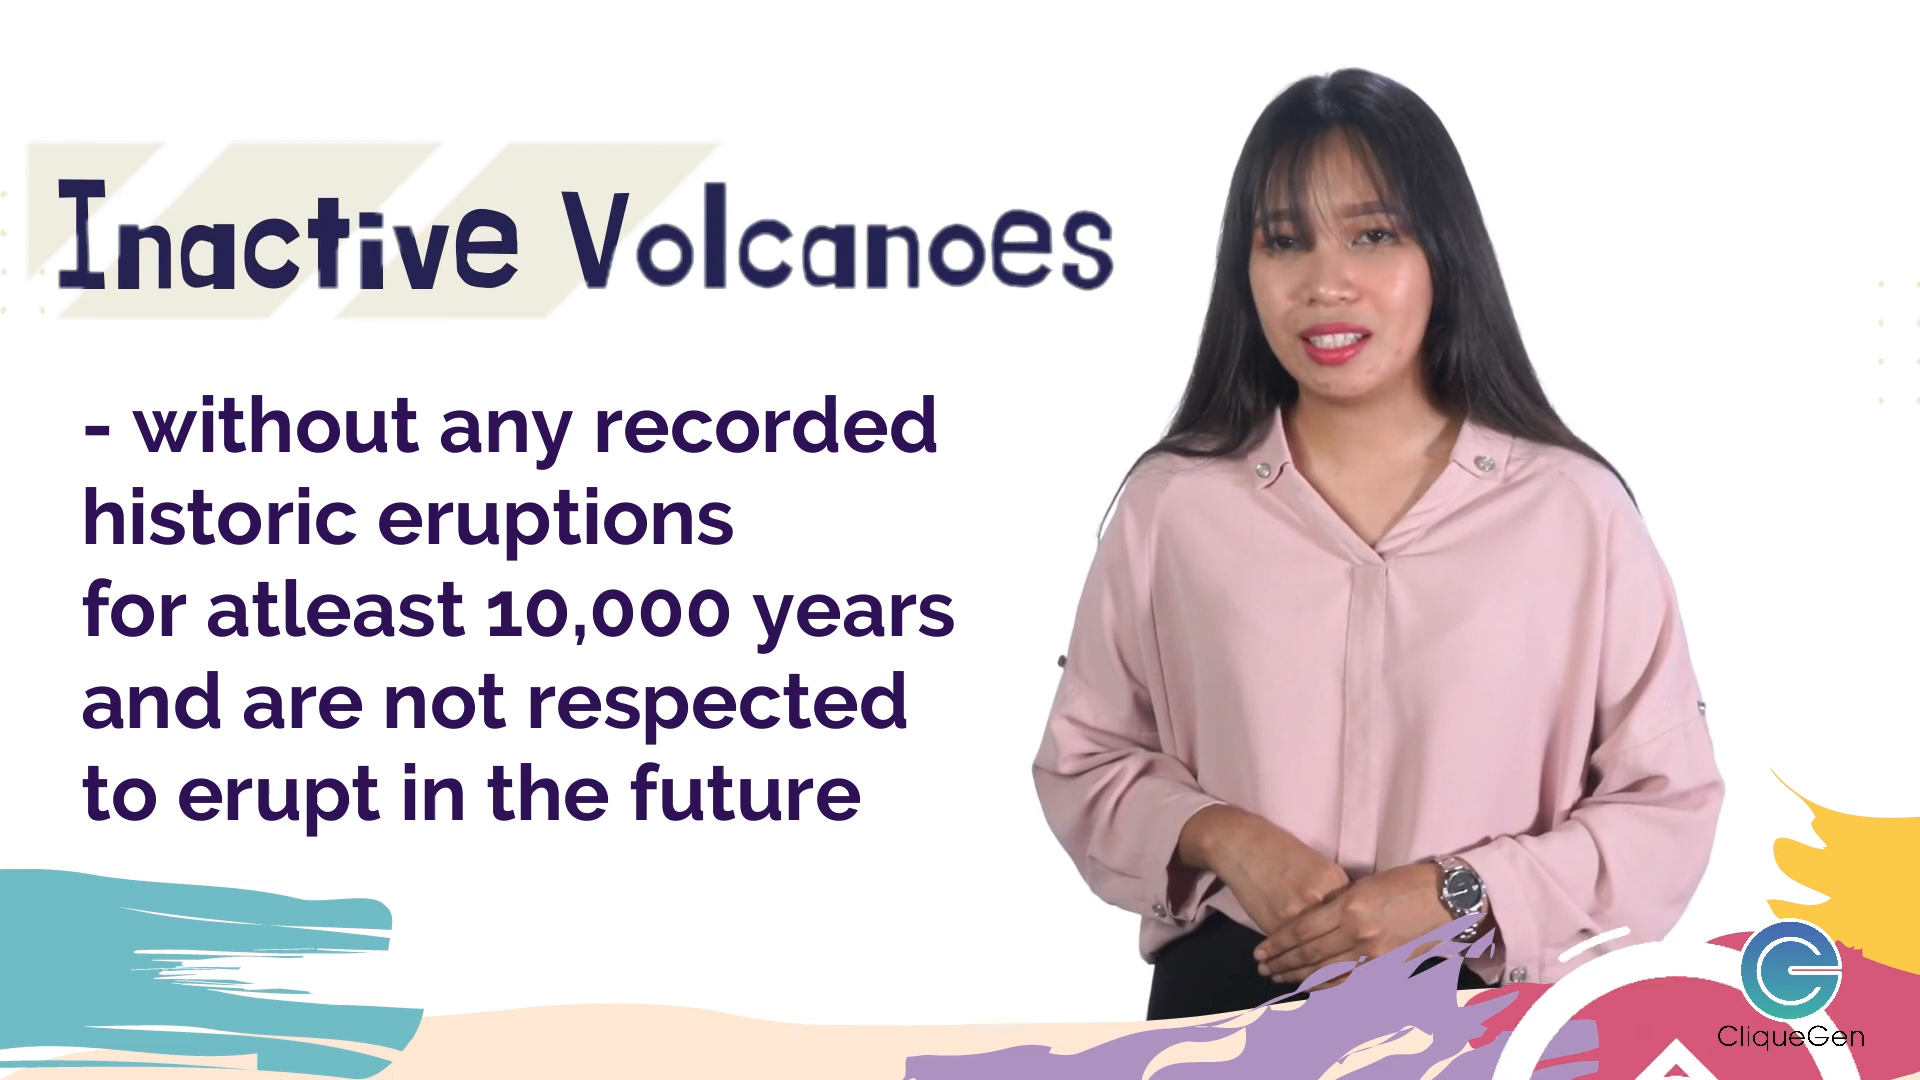 Inactive Volcanoes
- without any recorded
historic eruptions
for atleast 10,000 years
and are not respected
to erupt in the future
CliqueGen